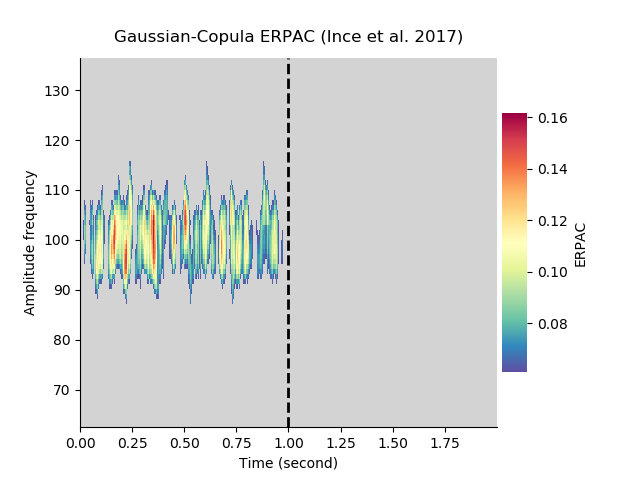 Gaussian-Copula ERPAC (Ince et al. 2017)
130
120
110
100
90
80
70
Amplitude frequency
0.00 0.25 0.50 0.75 1.00 1.25 1.50 1.75
Time (second)
0.16
0.14
0.12
0.10
0.08
ERPAC